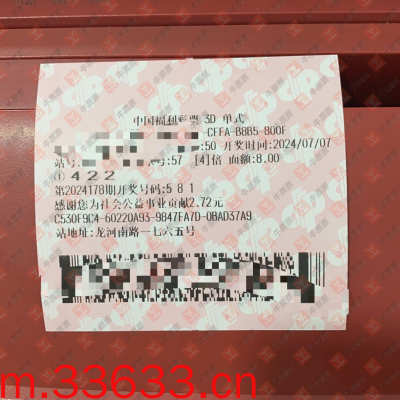 中国福利彩票 3D 单式
-CFFA-B8B5-800F
:50 开奖时间:2024/07/07
站号: :57 [4]倍 面额:8.00
① 4 2 2
第2024178期开奖号码:5 8 1
感谢您为社会公益事业贡献2.72元
C530F9C4-60220A93-9847FA7D-0BAD37A9
站地址:龙河南路一七六五号
m.33633.cn